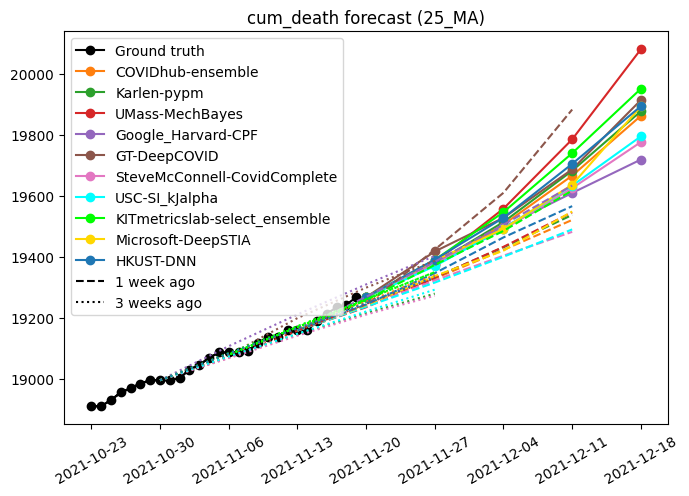 cum_death forecast (25_MA)
Ground truth
COVIDhub-ensemble
Karlen-pypm
UMass-MechBayes
Google_Harvard-CPF
GT-DeepCOVID
SteveMcConnell-CovidComplete
USC-SI_kJalpha
KITmetricslab-select_ensemble
Microsoft-DeepSTIA
HKUST-DNN
1 week ago
3 weeks ago
20000
19800
19600
19400
19200
19000
2021-10-23
2021-10-30
2021-11-06
2021-11-13
2021-11-20
2021-11-27
2021-12-04
2021-12-11
2021-12-18